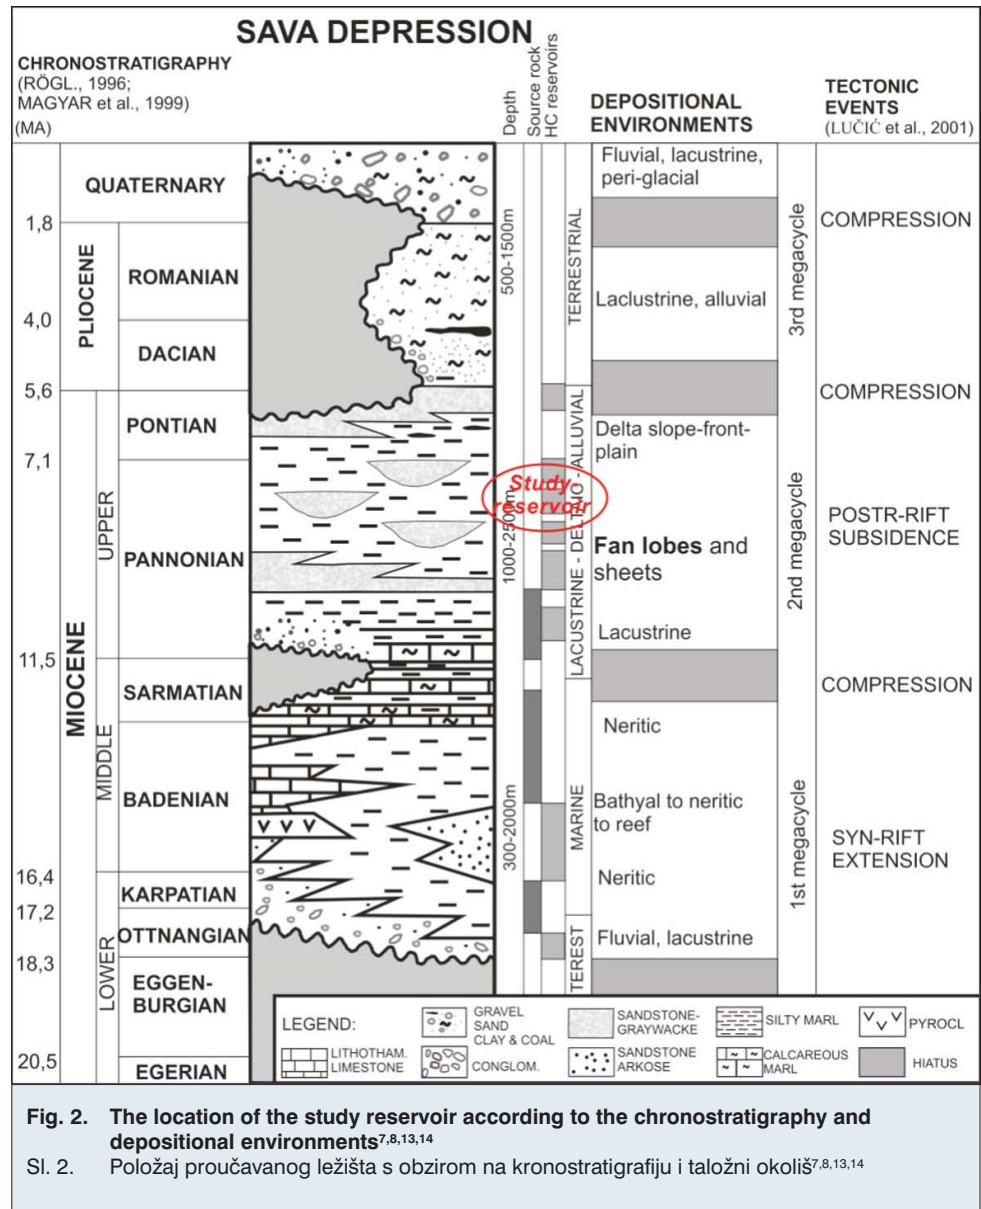 SAVA DEPRESSION
CHRONOSTRATIGRAPHY
(RÖGL., 1996;
MAGYAR et al., 1999)
(MA)
Depth
Source rock
HC reservoirs
DEPOSITIONAL
ENVIRONMENTS
TECTONIC
EVENTS
(LUČIĆ et al., 2001)
QUATERNARY
1,8
PLIOCENE
ROMANIAN
4,0
DACIAN
5,6
MIOCENE
UPPER
PONTIAN
7,1
PANNONIAN
11,5
MIDDLE
SARMATIAN
BADENIAN
16,4
LOWER
KARPATIAN
17,2
OTTNANGIAN
18,3
EGGEN-
BURGIAN
20,5
EGERIAN
500-1500m
1000-2500m
300-2000m
Study-
reservoir
TERRESTRIAL
LACUSTRINE - DELTNO - ALLUVIAL
MARINE
TEREST
Fluvial, lacustrine,
peri-glacial
Laclustrine, alluvial
Delta slope-front-
plain
Fan lobes and
sheets
Lacustrine
Neritic
Bathyal to neritic
to reef
Neritic
Fluvial, lacustrine
3rd megacycle
2nd megacycle
1st megacycle
COMPRESSION
COMPRESSION
POSTR-RIFT
SUBSIDENCE
COMPRESSION
SYN-RIFT
EXTENSION
LEGEND:
GRAVEL
SAND
CLAY & COAL
SANDSTONE-
GRAYWACKE
SILTY MARL
PYROCL
LITHOTHAM.
LIMESTONE
CONGLOM.
SANDSTONE
ARKOSE
CALCAREOUS
MARL
HIATUS
Fig. 2. The location of the study reservoir according to the chronostratigraphy and
depositional environments7,8,13,14
Sl. 2. Položaj proučavanog ležišta s obzirom na kronostratigrafiju i taložni okoliš7,8,13,14